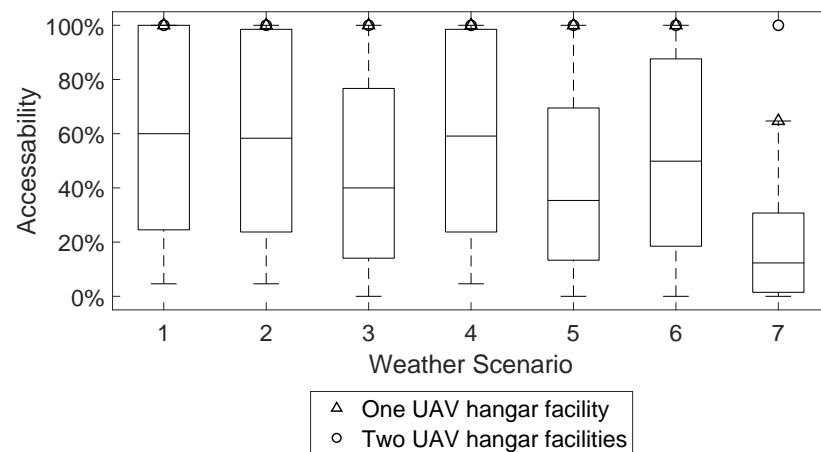 100%
80%
60%
40%
20%
0%
Accessability
1 2 3 4 5 6 7
Weather Scenario
One UAV hangar facility
Two UAV hangar facilities